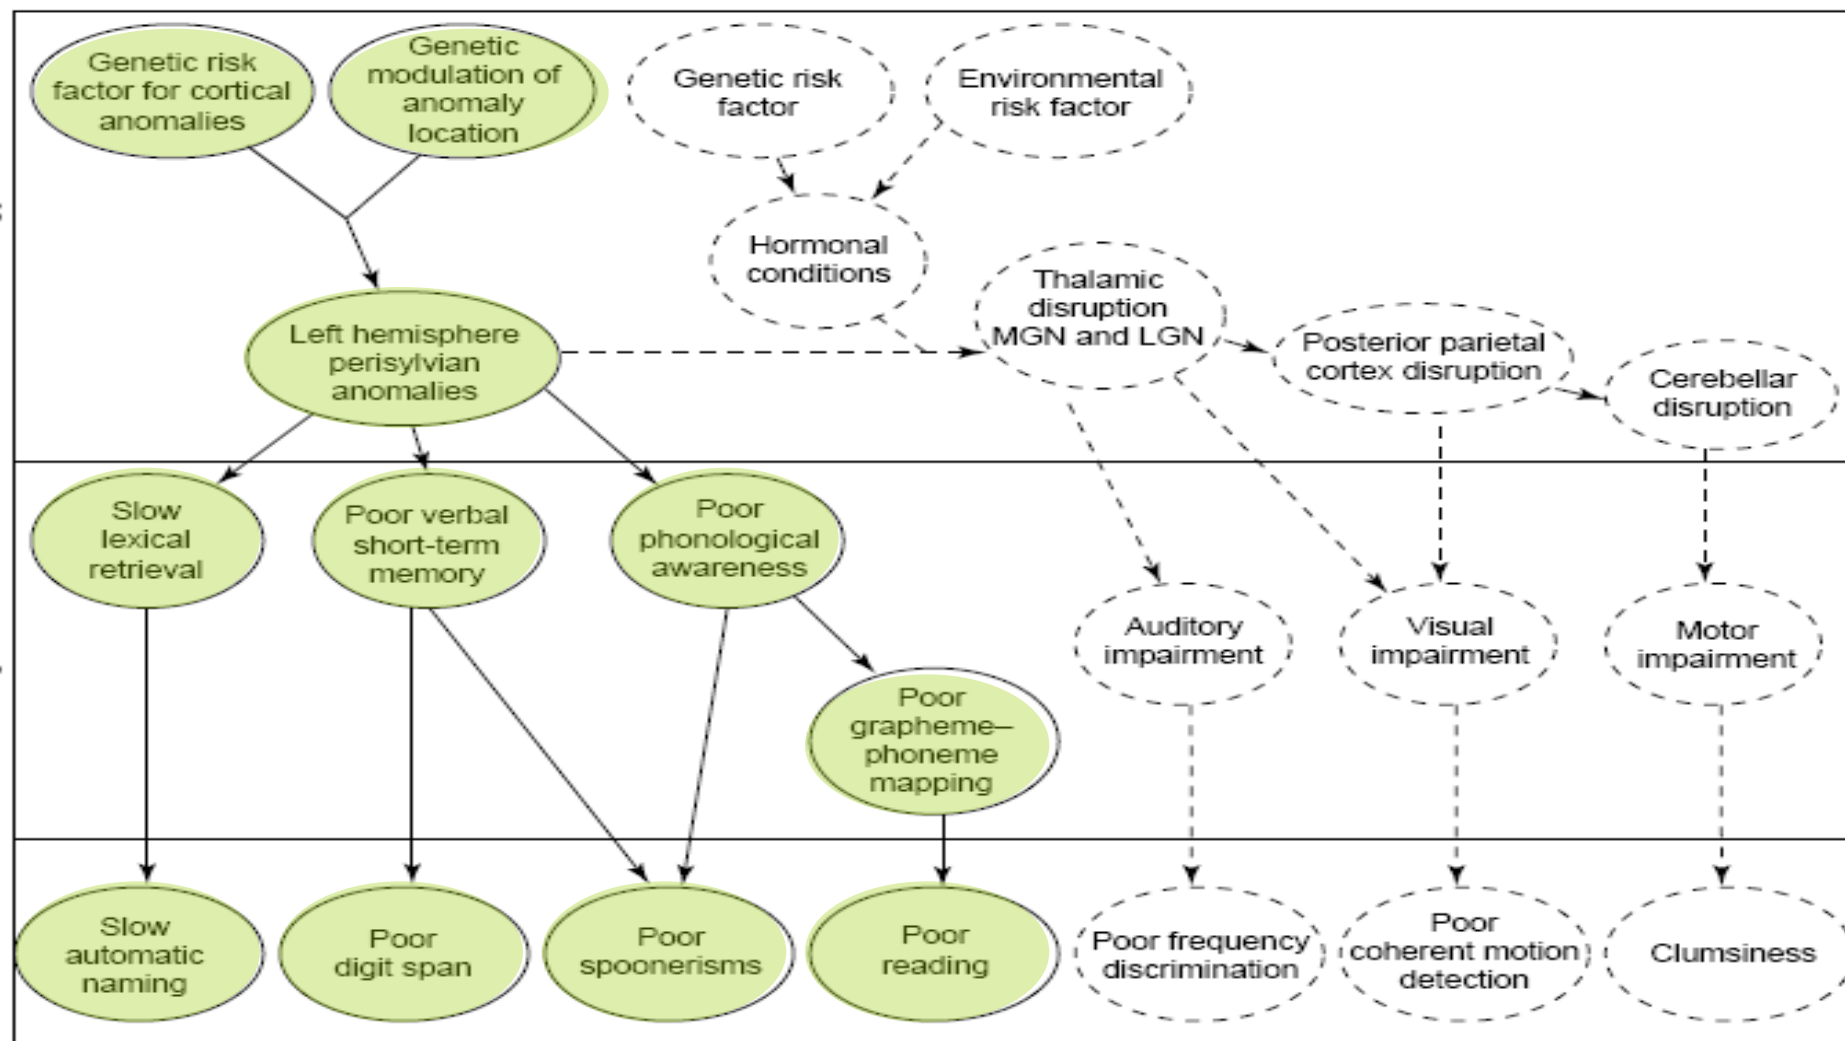 Genetic risk
factor for cortical
anomalies
Genetic
modulation of
anomaly
location
Genetic risk
factor
Environmental
risk factor
Hormonal
conditions
Thalamic
disruption
MGN and LGN
Left hemisphere
perisylvian
anomalies
Posterior parietal
cortex disruption
Cerebellar
disruption
Slow
lexical
retrieval
Poor verbal
short-term
memory
Poor
phonological
awareness
Auditory
impairment
Visual
impairment
Motor
impairment
Poor
grapheme–
phoneme
mapping
Slow
automatic
naming
Poor
digit span
Poor
spoonerisms
Poor
reading
Poor frequency
discrimination
Poor
coherent motion
detection
Clumsiness